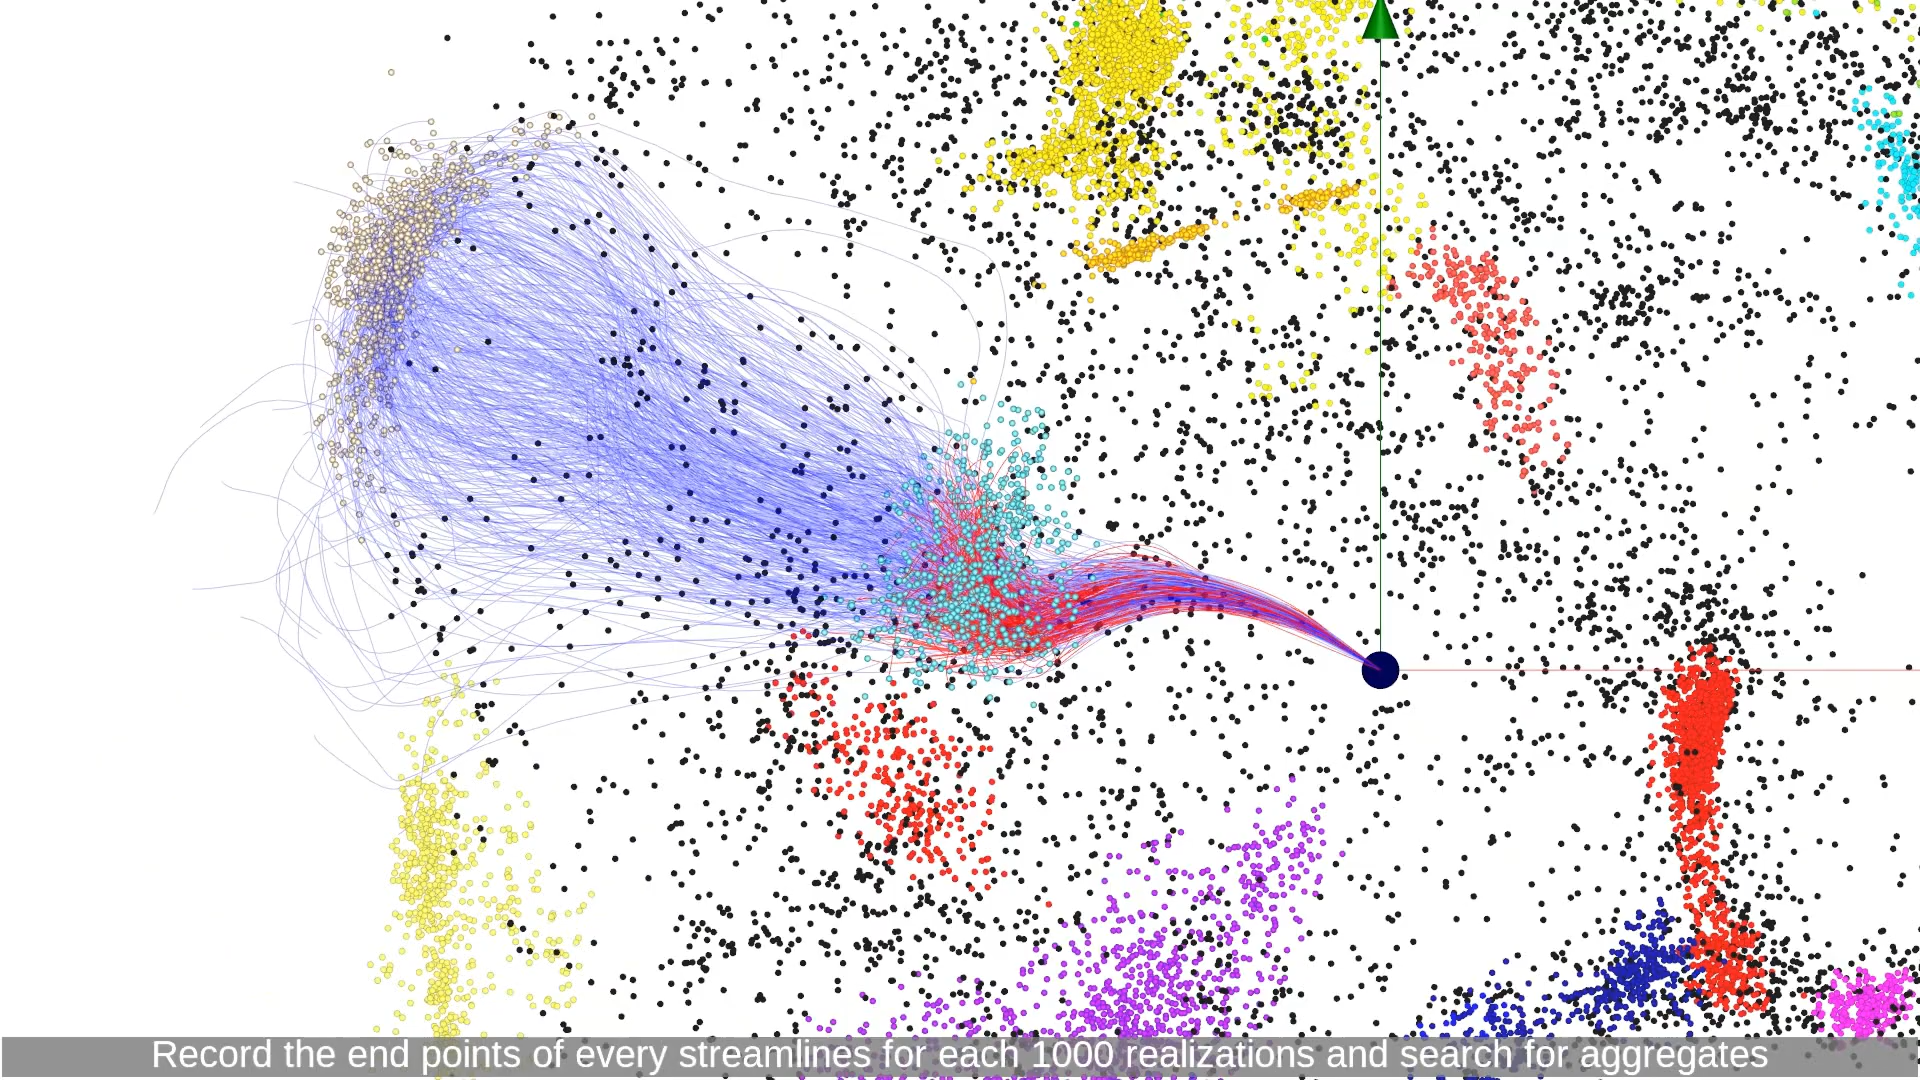 Record the end points of every streamlines for each 1000 realizations and search for aggregates